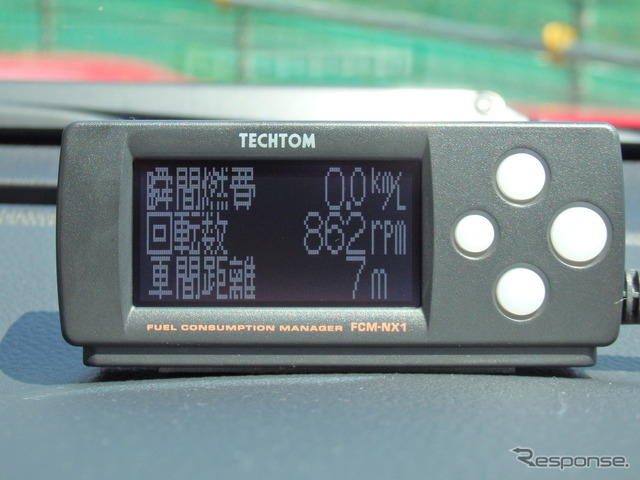 TECHTOM
瞬間燃費 0.0 km/L
回転数 862 rpm
車間距離 7 m
FUEL CONSUMPTION MANAGER FCM-NX1
Response.